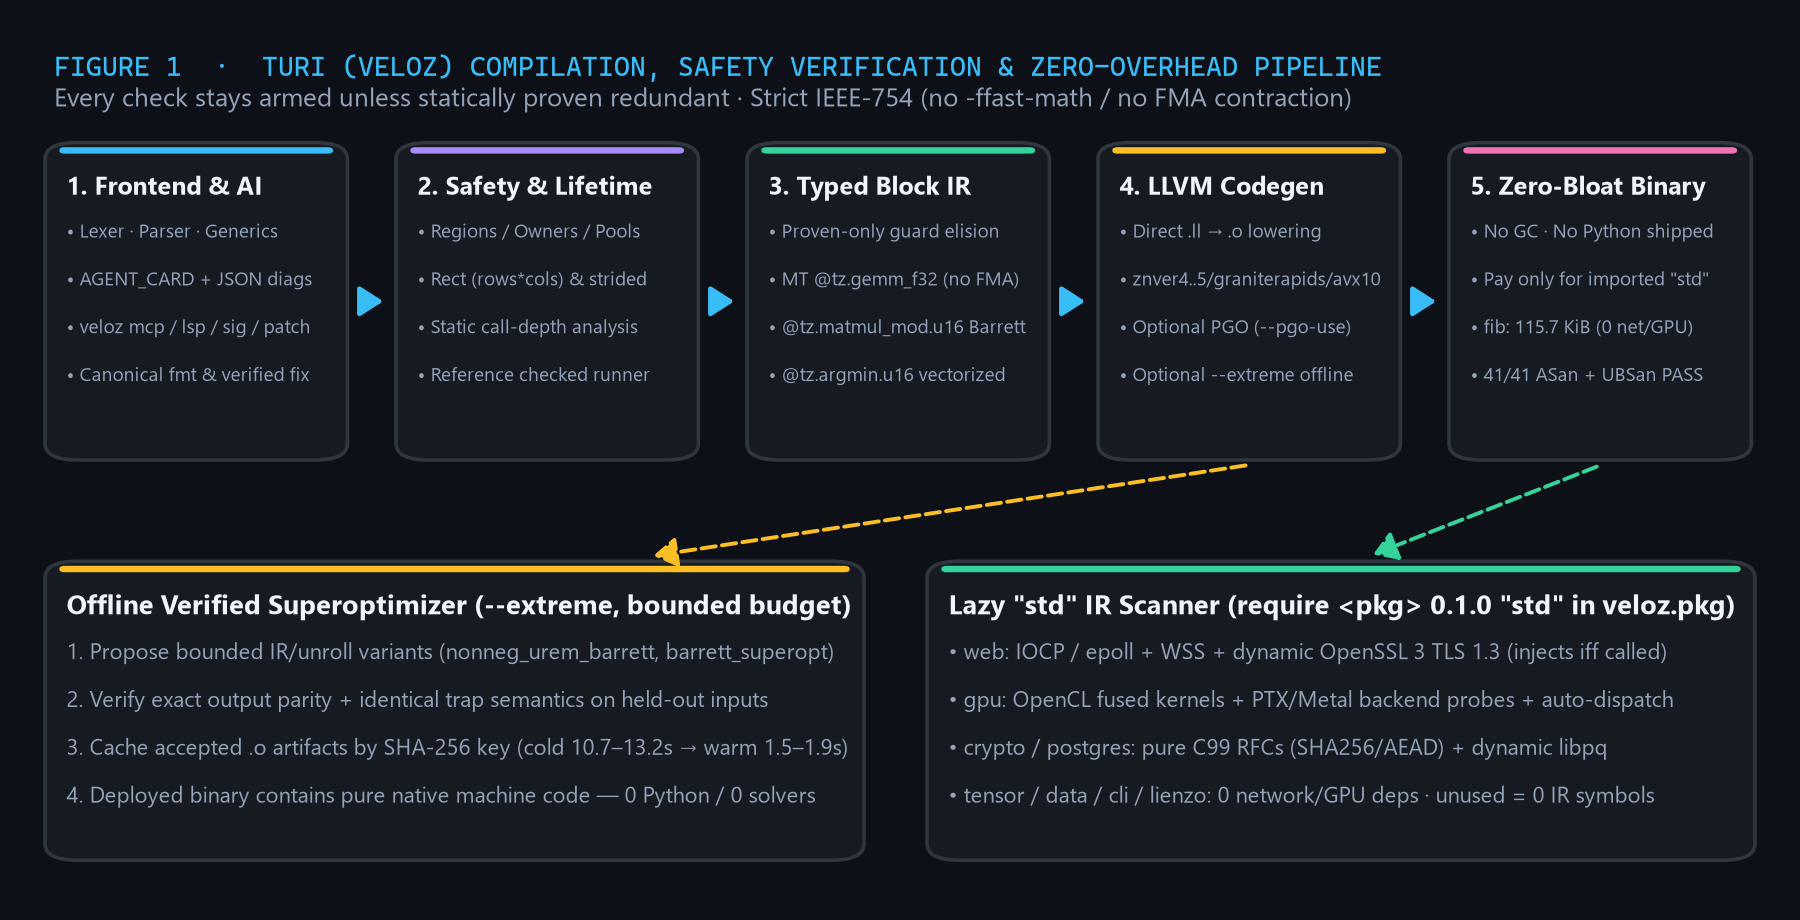 FIGURE 1 · TURI (VELOZ) COMPILATION, SAFETY VERIFICATION & ZERO-OVERHEAD PIPELINE
Every check stays armed unless statically proven redundant · Strict IEEE-754 (no -ffast-math / no FMA contraction)
1. Frontend & AI
• Lexer · Parser · Generics
• AGENT_CARD + JSON diags
• veloz mcp / lsp / sig / patch
• Canonical fmt & verified fix
2. Safety & Lifetime
• Regions / Owners / Pools
• Rect (rows*cols) & strided
• Static call-depth analysis
• Reference checked runner
3. Typed Block IR
• Proven-only guard elision
• MT @tz.gemm_f32 (no FMA)
• @tz.matmul_mod.u16 Barrett
• @tz.argmin.u16 vectorized
4. LLVM Codegen
• Direct .ll → .o lowering
• znver4..5/graniterapids/avx10
• Optional PGO (--pgo-use)
• Optional --extreme offline
5. Zero-Bloat Binary
• No GC · No Python shipped
• Pay only for imported "std"
• fib: 115.7 KiB (0 net/GPU)
• 41/41 ASan + UBSan PASS
Offline Verified Superoptimizer (--extreme, bounded budget)
1. Propose bounded IR/unroll variants (nonneg_urem_barrett, barrett_superopt)
2. Verify exact output parity + identical trap semantics on held-out inputs
3. Cache accepted .o artifacts by SHA-256 key (cold 10.7–13.2s → warm 1.5–1.9s)
4. Deployed binary contains pure native machine code — 0 Python / 0 solvers
Lazy "std" IR Scanner (require <pkg> 0.1.0 "std" in veloz.pkg)
• web: IOCP / epoll + WSS + dynamic OpenSSL 3 TLS 1.3 (injects iff called)
• gpu: OpenCL fused kernels + PTX/Metal backend probes + auto-dispatch
• crypto / postgres: pure C99 RFCs (SHA256/AEAD) + dynamic libpq
• tensor / data / cli / lienzo: 0 network/GPU deps · unused = 0 IR symbols